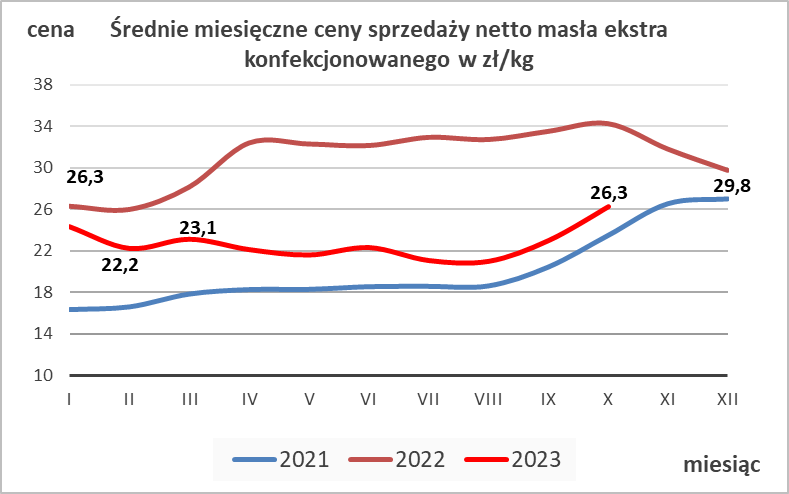 cena
Średnie miesięczne ceny sprzedaży netto masła ekstra
konfekcjonowanego w zł/kg
38
34
30
26
22
18
14
10
26,3
22,2
23,1
26,3
29,8
I II III IV V VI VII VIII IX X XI XII
2021 2022 2023
miesiąc